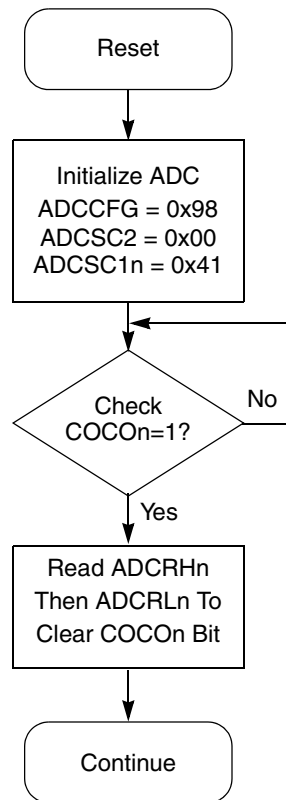 Reset
Initialize ADC
ADCCFG = 0x98
ADCSC2 = 0x00
ADCSC1n = 0x41
Check
COCOn=1?
No
Yes
Read ADCRHn
Then ADCRLn To
Clear COCOn Bit
Continue